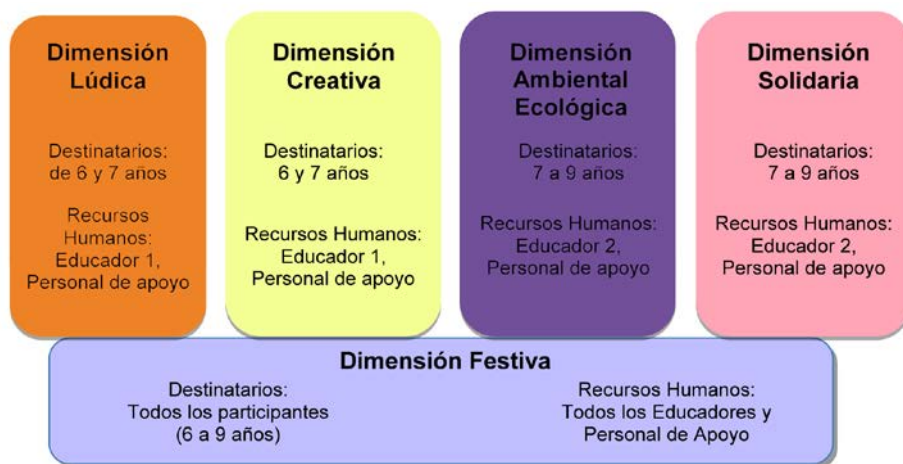 Dimensión
Lúdica
Destinatarios:
de 6 y 7 años
Recursos
Humanos:
Educador 1,
Personal de apoyo
Dimensión
Creativa
Destinatarios:
6 y 7 años
Recursos Humanos:
Educador 1,
Personal de apoyo
Dimensión
Ambiental
Ecológica
Destinatarios:
7 a 9 años
Recursos Humanos:
Educador 2,
Personal de apoyo
Dimensión
Solidaria
Destinatarios:
7 a 9 años
Recursos Humanos:
Educador 2,
Personal de apoyo
Dimensión Festiva
Destinatarios:
Todos los participantes
(6 a 9 años)
Recursos Humanos:
Todos los Educadores y
Personal de Apoyo